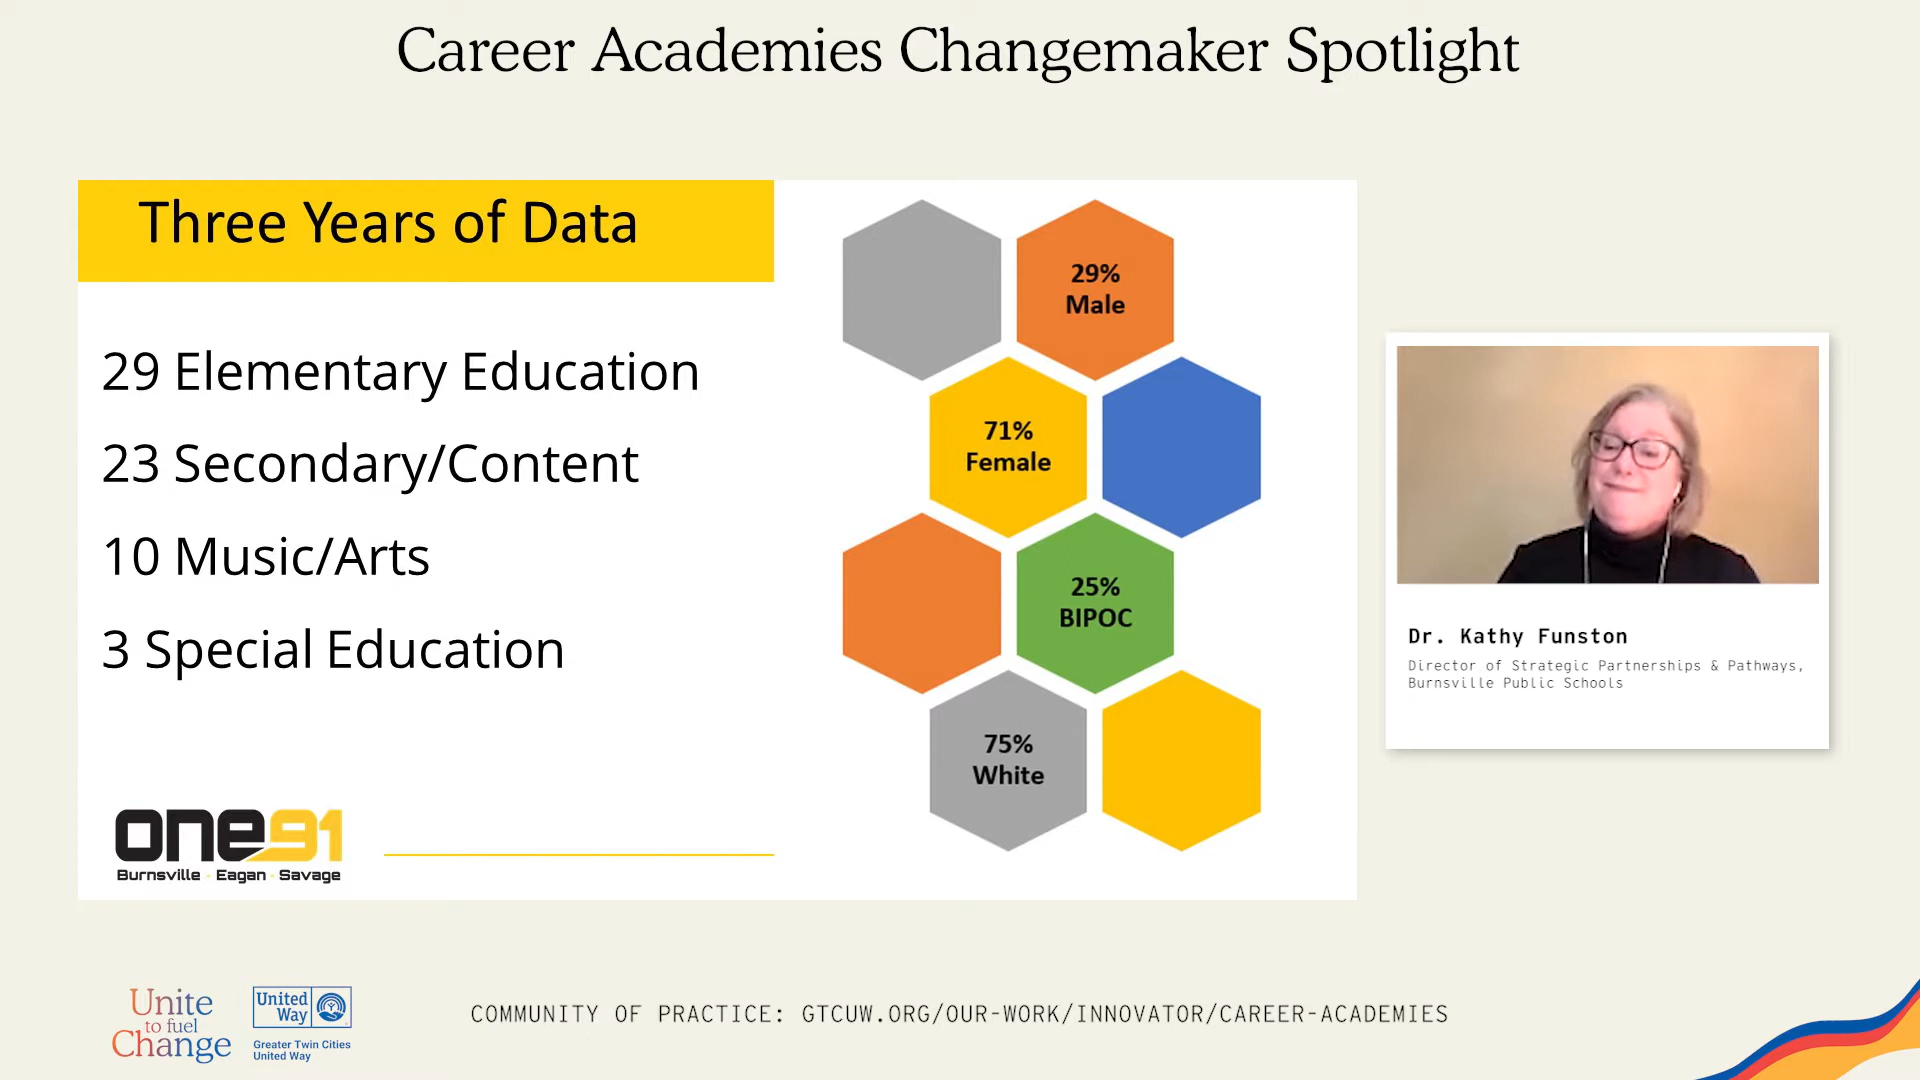 Career Academies Changemaker Spotlight
Three Years of Data
29 Elementary Education
23 Secondary/Content
10 Music/Arts
3 Special Education
one91
Burnsville · Eagan · Savage
29%
Male
71%
Female
25%
BIPOC
75%
White
Dr. Kathy Funston
Director of Strategic Partnerships & Pathways,
Burnsville Public Schools
Unite
to fuel
Change
United
Way
Greater Twin Cities
United Way
COMMUNITY OF PRACTICE: GTCUW.ORG/OUR-WORK/INNOVATOR/CAREER-ACADEMIES